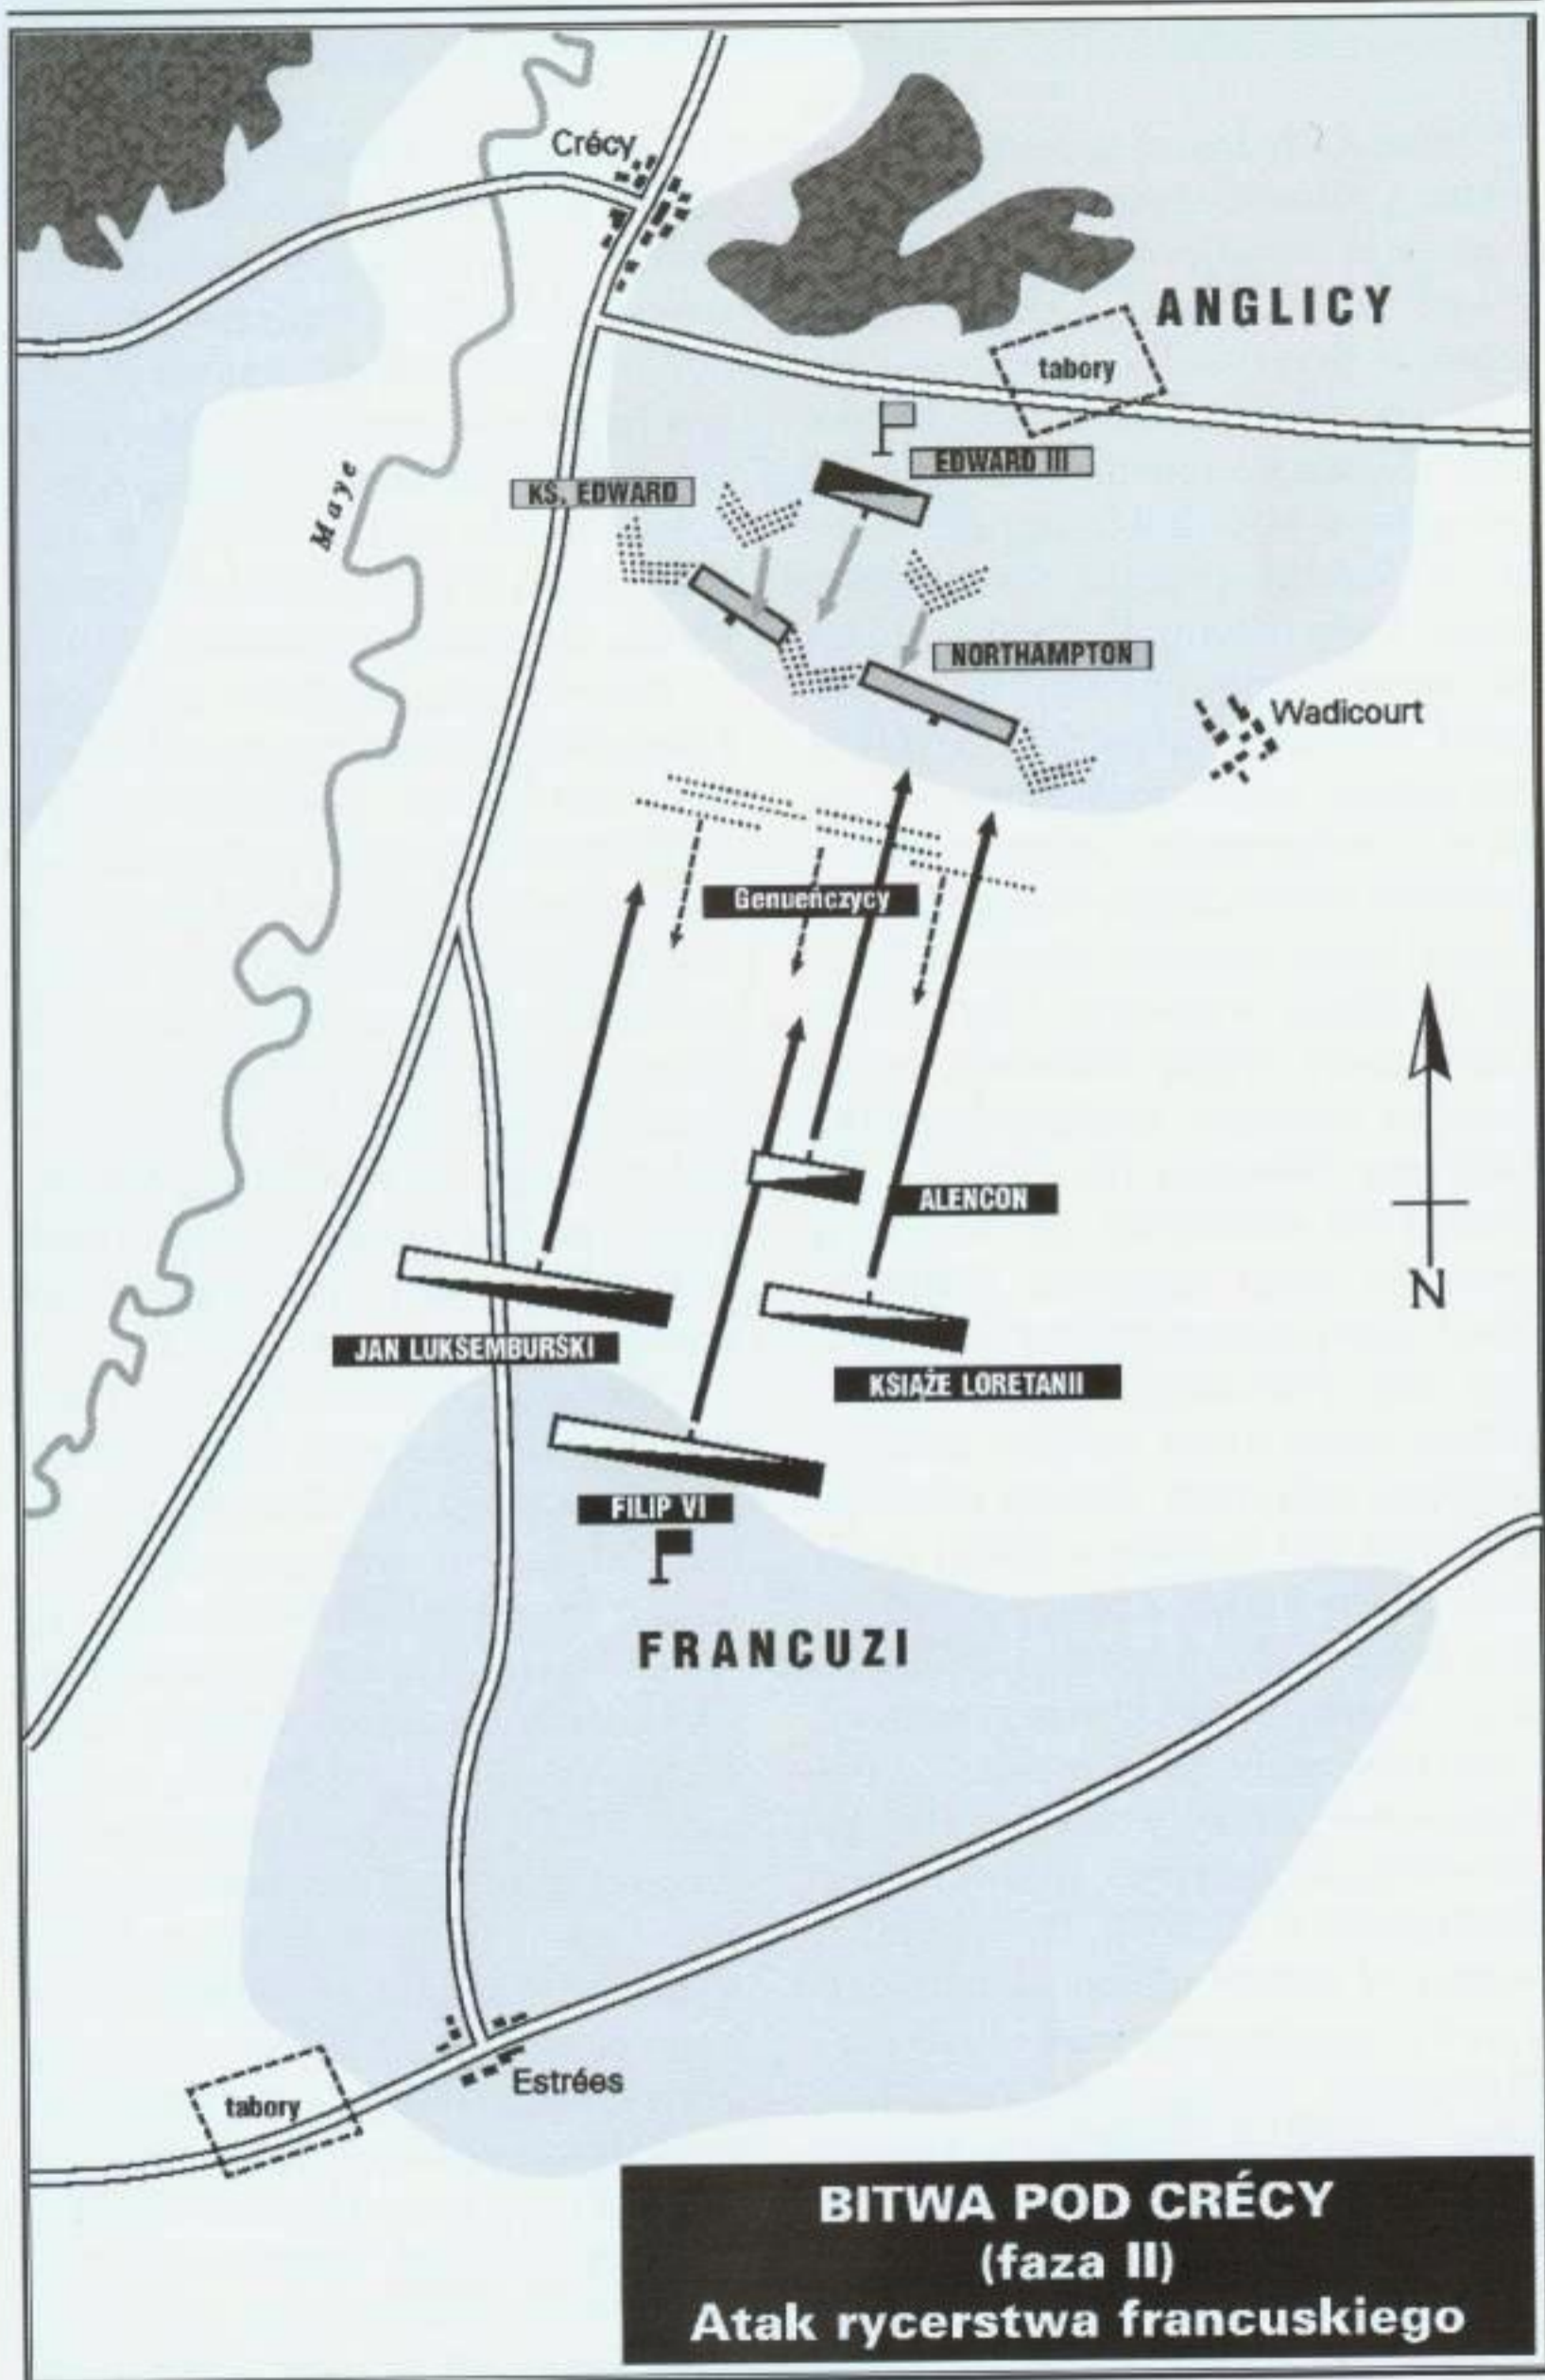 Crécy
ANGLICY
tabory
EDWARD III
KS. EDWARD
Maye
NORTHAMPTON
Wadicourt
Genueńczycy
ALENCON
JAN LUKSEMBURSKI
KSIĄŻE LORETANII
FILIP VI
FRANCUZI
N
Estrées
tabory
BITWA POD CRÉCY
(faza II)
Atak rycerstwa francuskiego